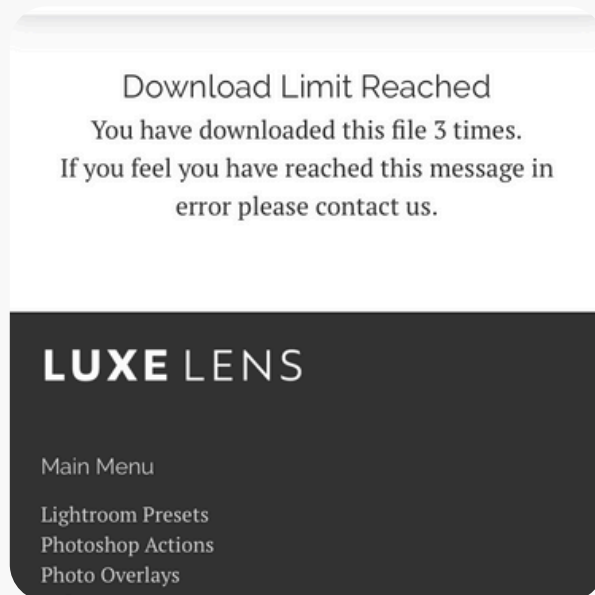 Download Limit Reached
You have downloaded this file 3 times.
If you feel you have reached this message in
error please contact us.
LUXE LENS
Main Menu
Lightroom Presets
Photoshop Actions
Photo Overlays